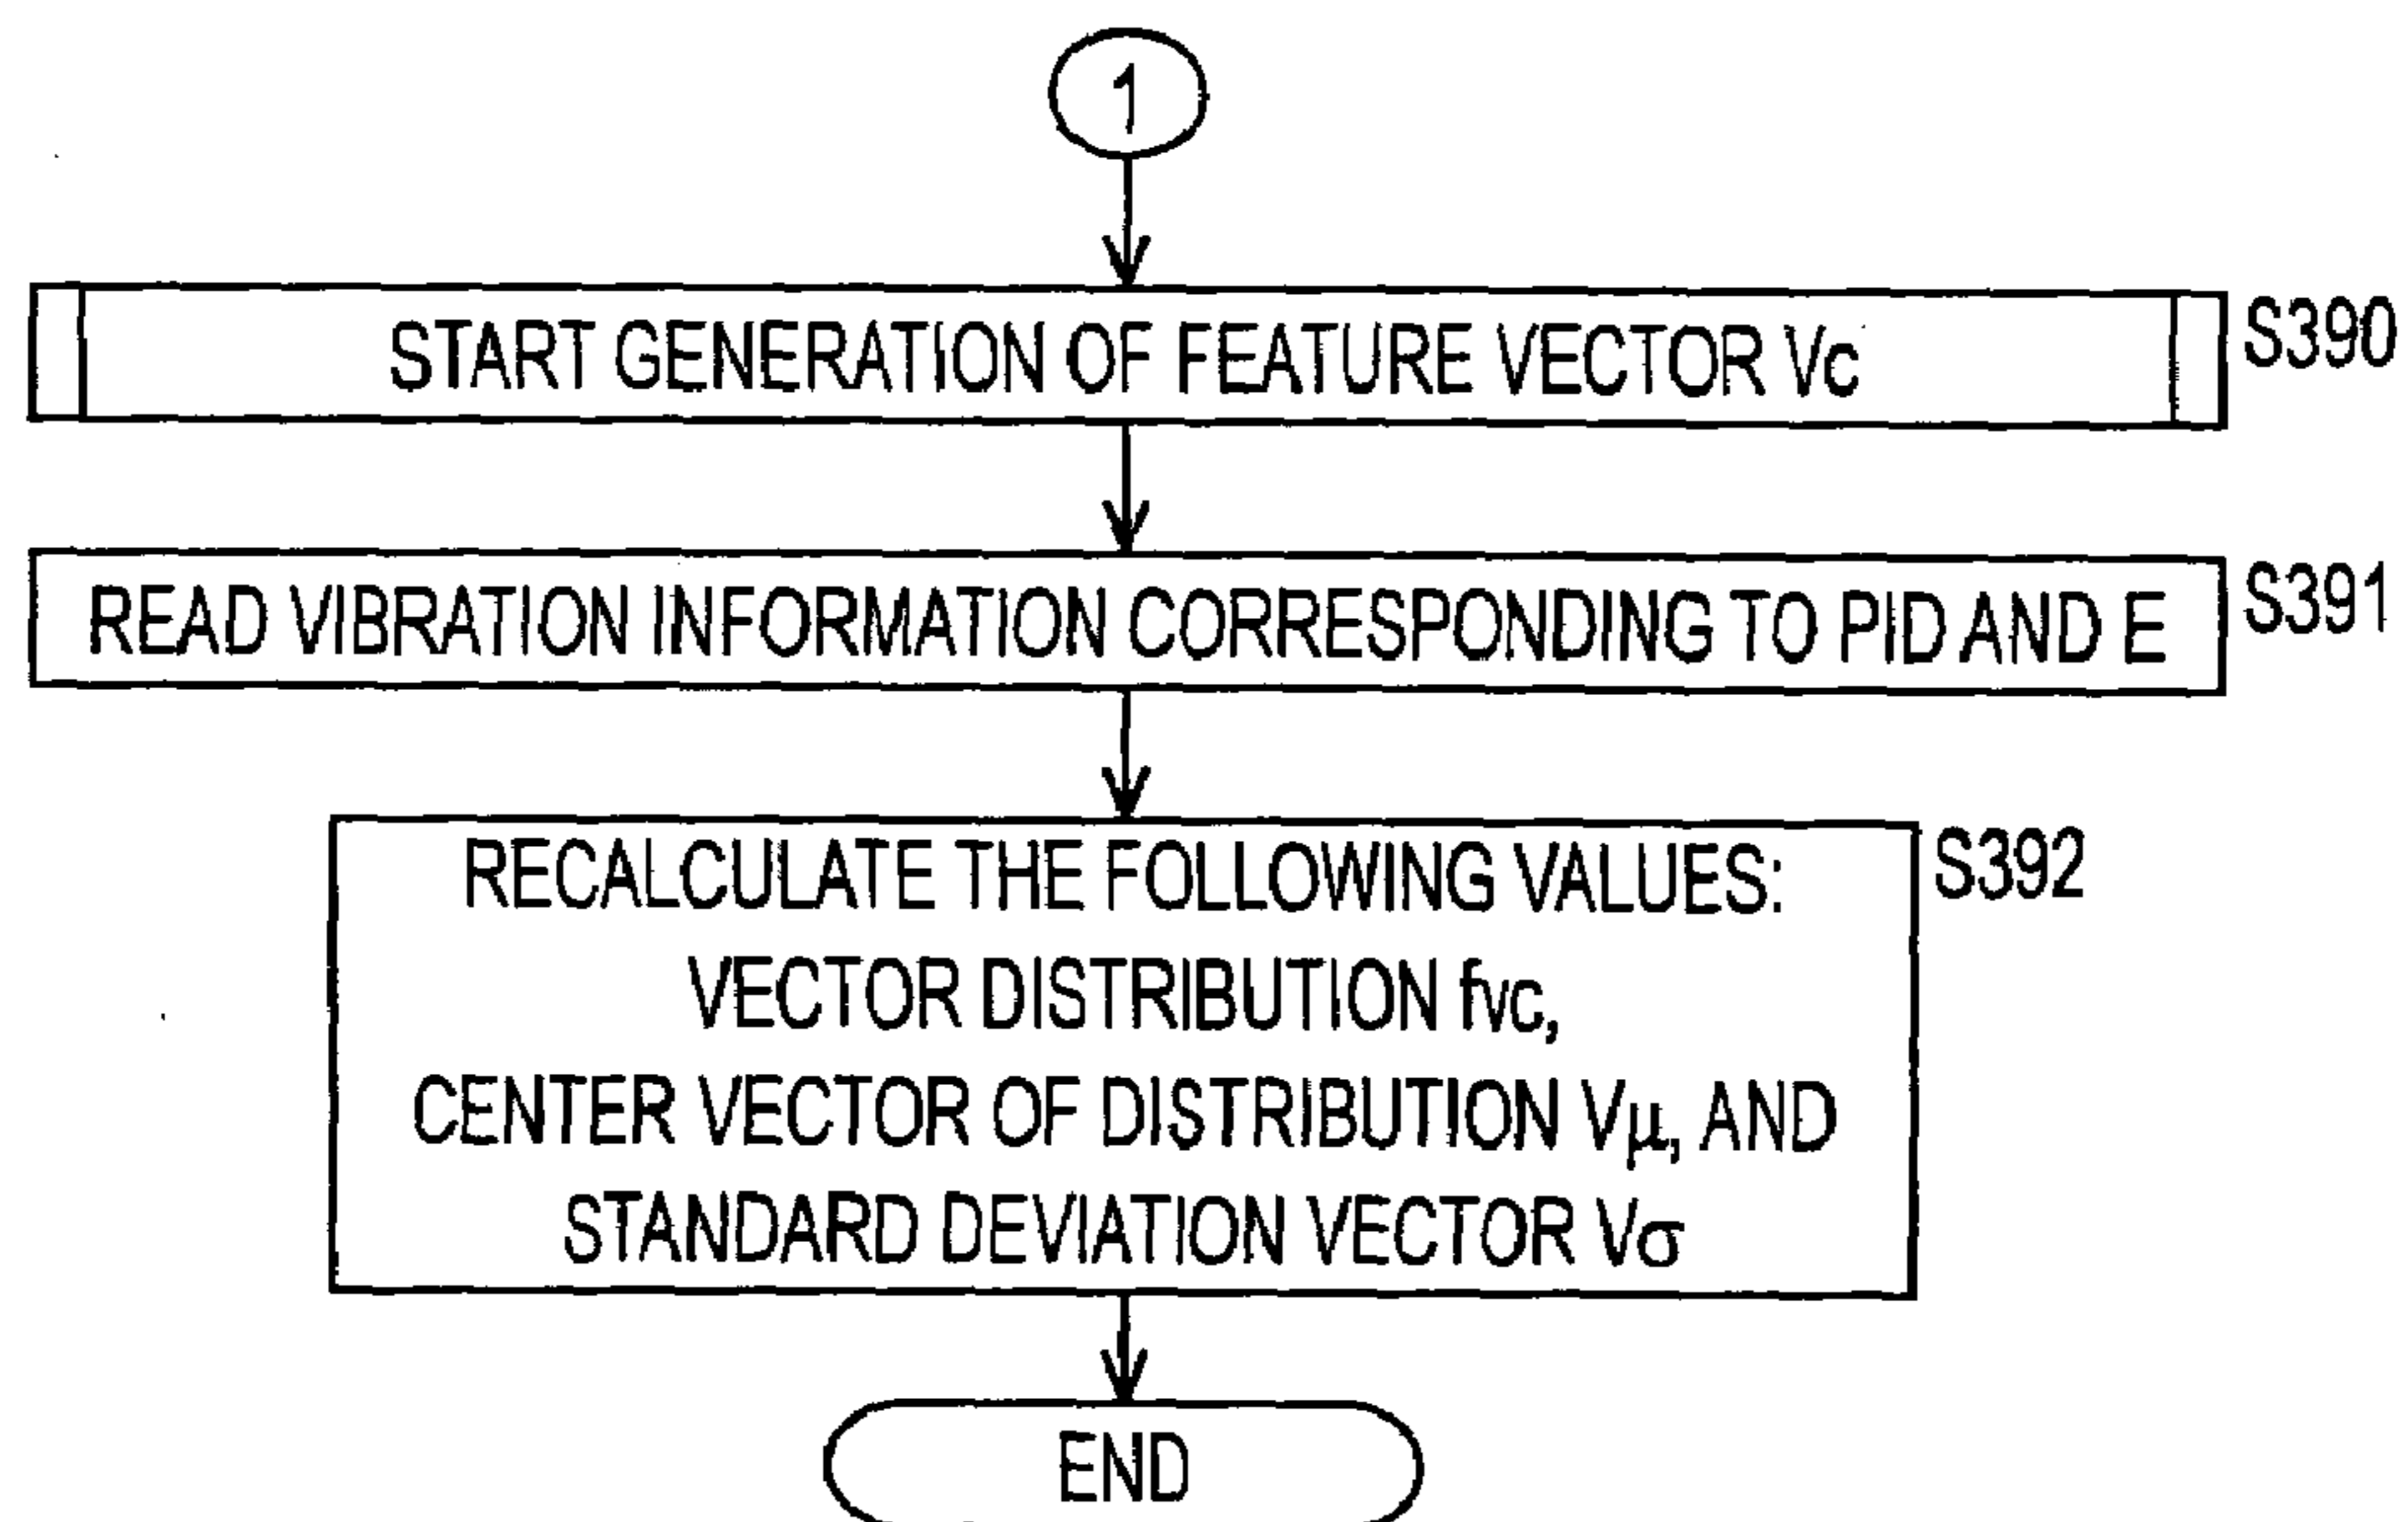 1
START GENERATION OF FEATURE VECTOR Vc
S390
READ VIBRATION INFORMATION CORRESPONDING TO PID AND E
S391
RECALCULATE THE FOLLOWING VALUES:
S392
VECTOR DISTRIBUTION fvc,
CENTER VECTOR OF DISTRIBUTION Vμ, AND
STANDARD DEVIATION VECTOR Vσ
END